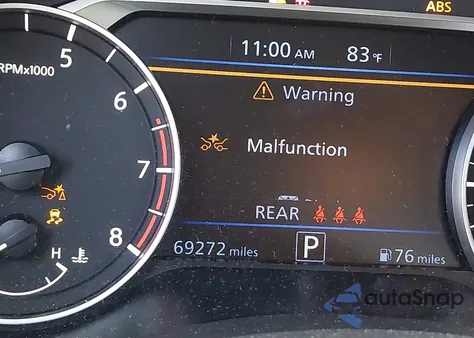 ABS
11:00 AM 83°F
RPMx1000
5
6
7
8
Warning
Malfunction
REAR
69272 miles P 76 miles
H
autoSnap